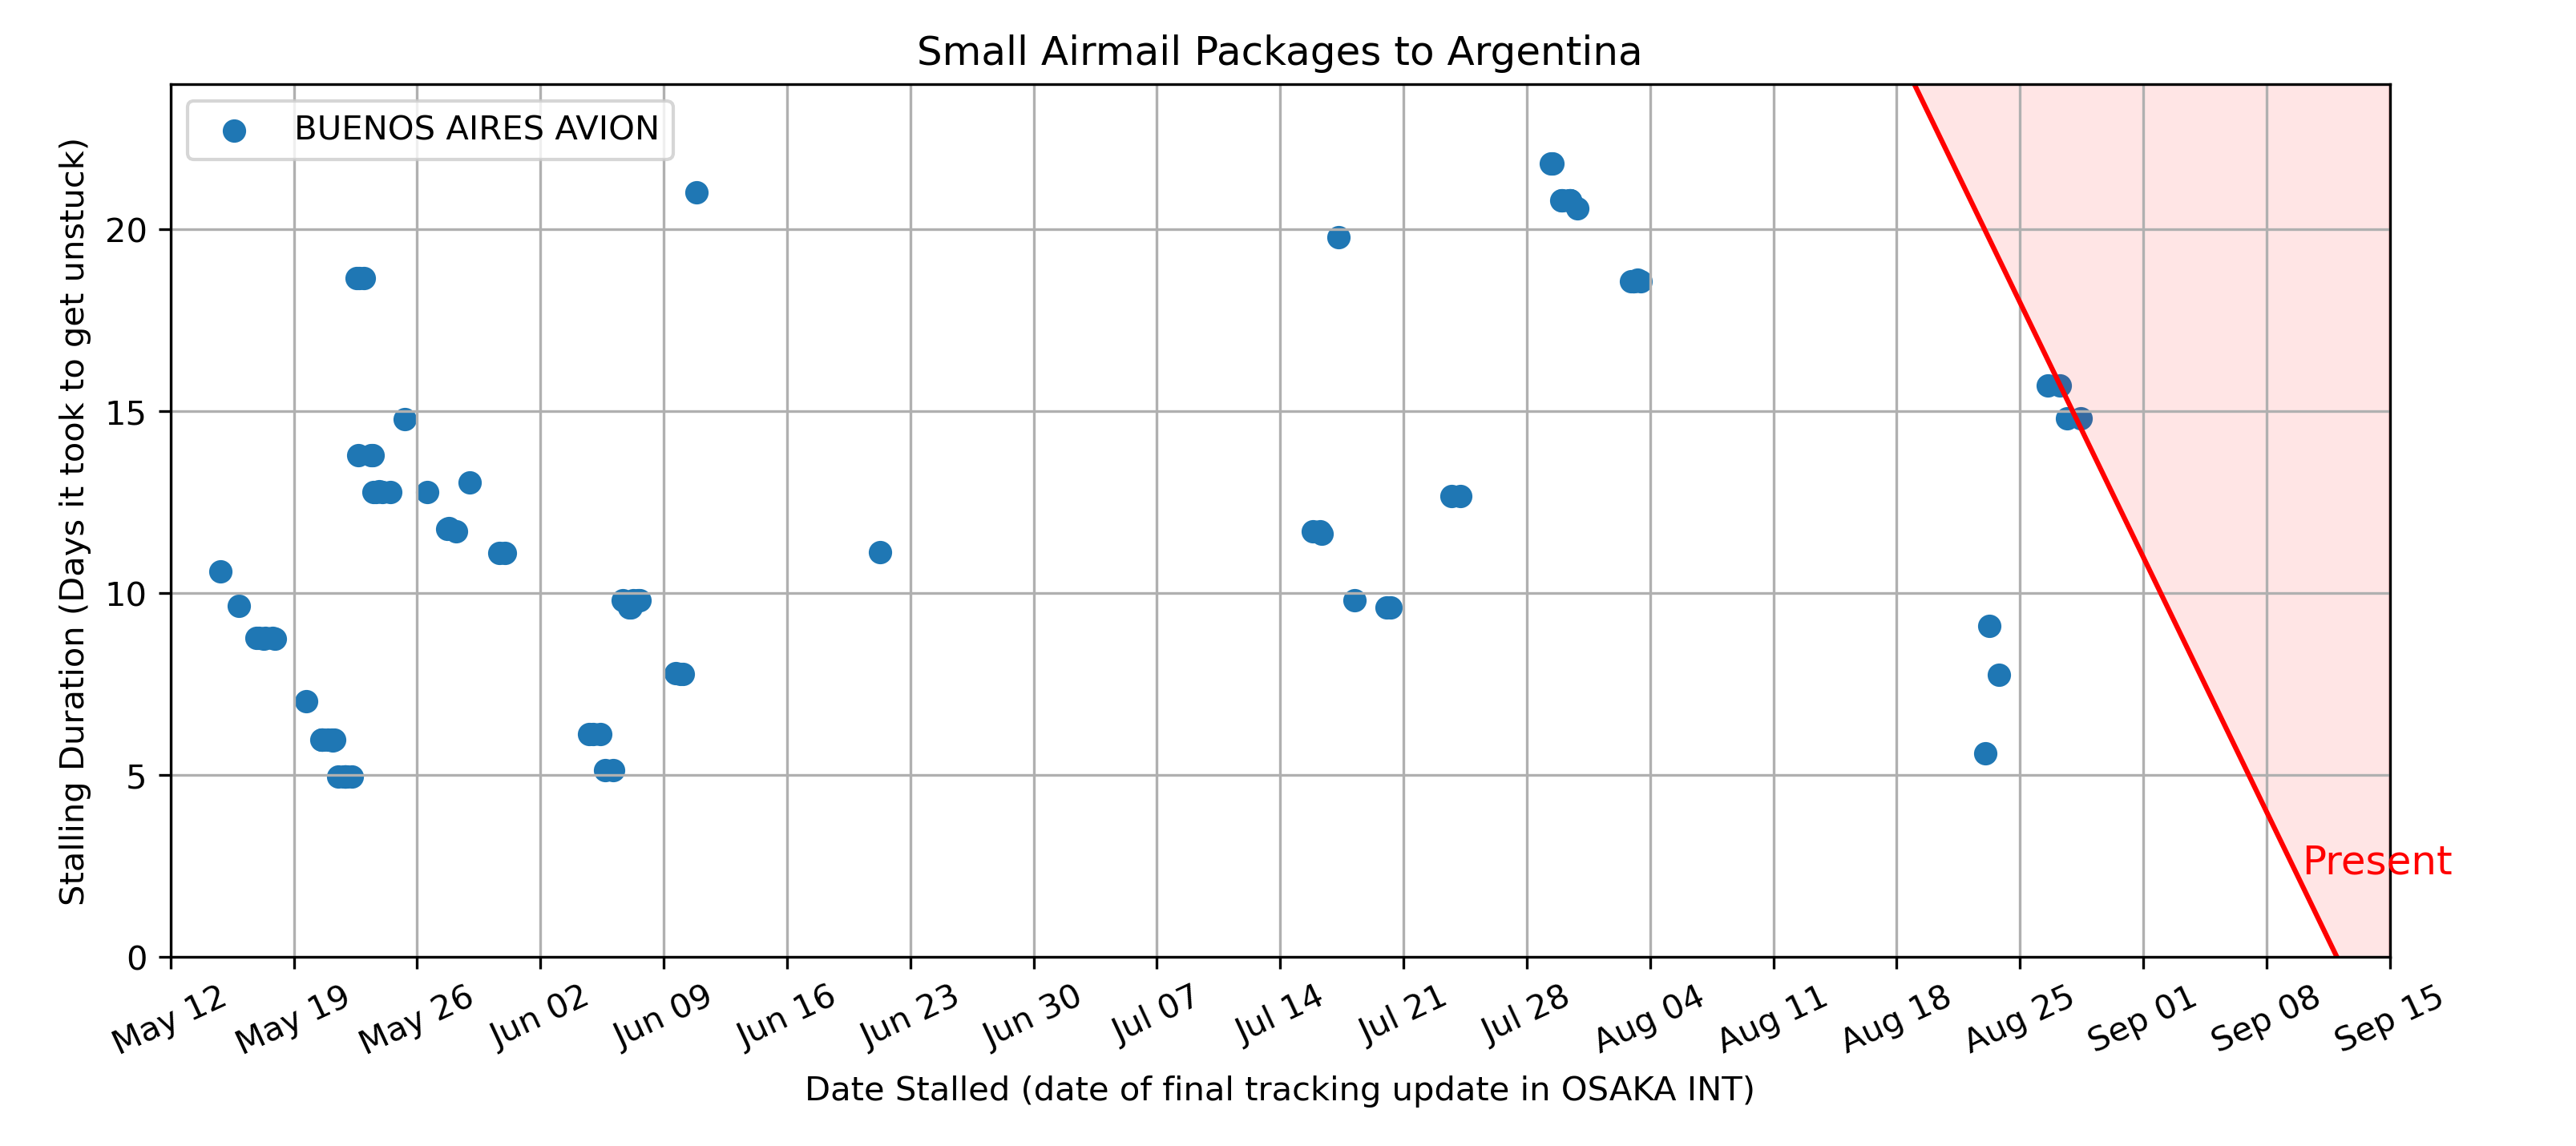 Small Airmail Packages to Argentina
BUENOS AIRES AVION
Stalling Duration (Days it took to get unstuck)
20
15
10
5
0
Present
May 12
May 19
May 26
Jun 02
Jun 09
Jun 16
Jun 23
Jun 30
Jul 07
Jul 14
Jul 21
Jul 28
Aug 04
Aug 11
Aug 18
Aug 25
Sep 01
Sep 08
Sep 15
Date Stalled (date of final tracking update in OSAKA INT)